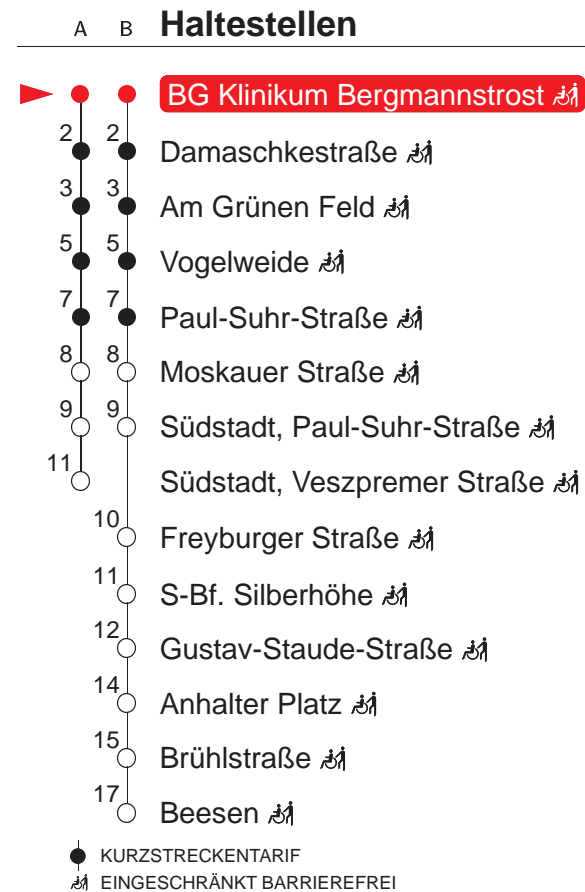 A B Haltestellen
BG Klinikum Bergmannstrost
2 2 Damaschkestraße
3 3 Am Grünen Feld
5 5 Vogelweide
7 7 Paul-Suhr-Straße
8 8 Moskauer Straße
9 9 Südstadt, Paul-Suhr-Straße
11 Südstadt, Veszpremer Straße
10 Freyburger Straße
11 S-Bf. Silberhöhe
12 Gustav-Staude-Straße
14 Anhalter Platz
15 Brühlstraße
17 Beesen
KURZSTRECKENTARIF
EINGESCHRÄNKT BARRIEREFREI